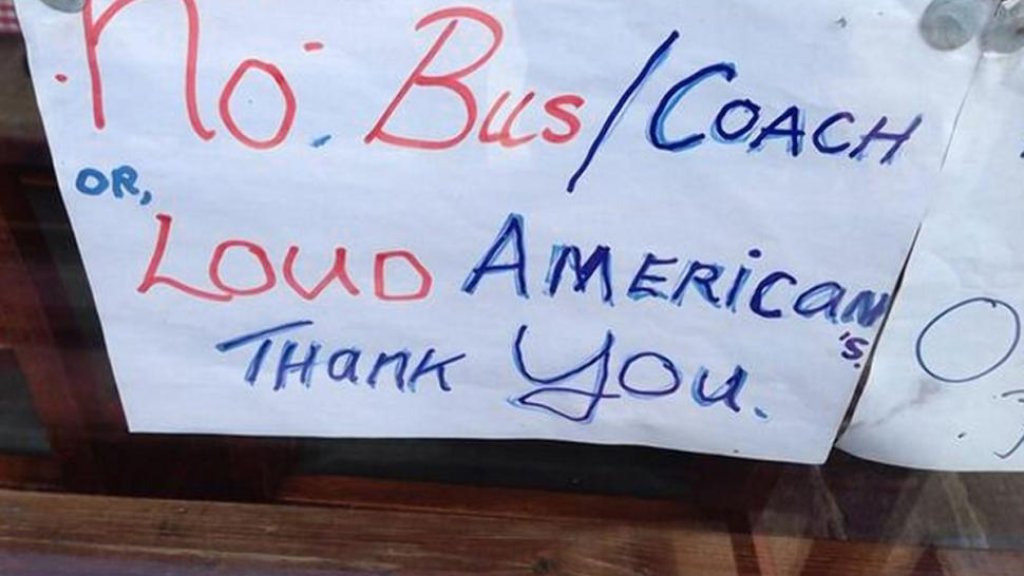 No. Bus/COACH
OR,
LOUD AMERiCAN
's.
THANK YOU.